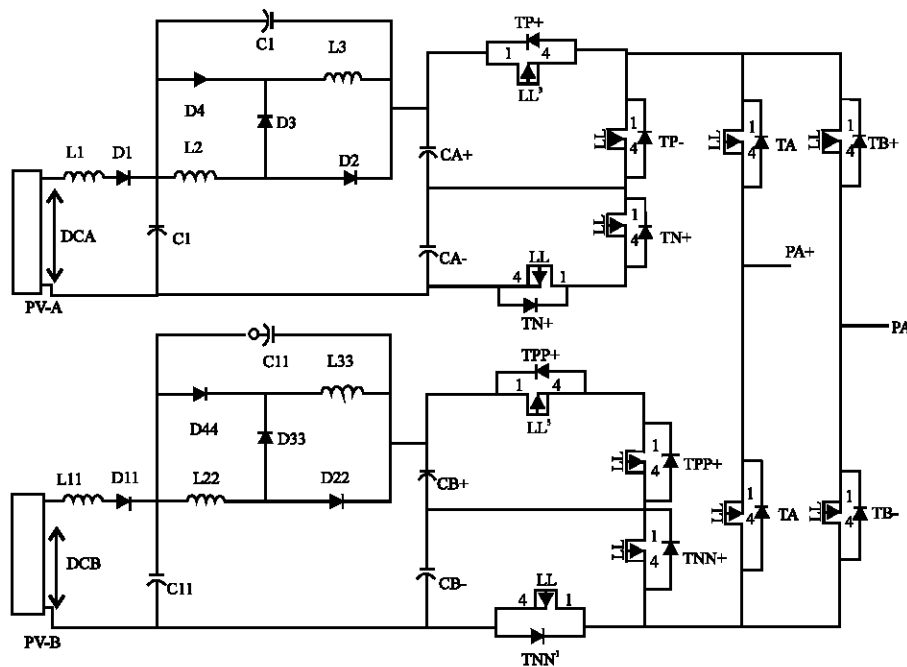 TP+
C1
L3
1
4
LL³
D4
D3
LL
1
4
TP-
LL
1
4
TA
LL
1
4
TB+
L1
D1
L2
D2
CA+
DCA
C1
LL
1
4
TN+
CA-
LL
4
1
PA+
PV-A
TN+
C11
L33
TPP+
PA
1
4
D44
LL³
D33
LL
1
4
TPP+
L11
D11
L22
D22
CB+
LL
1
4
TA
LL
1
4
TB-
DCB
LL
1
4
TNN+
C11
CB-
LL
4
1
PV-B
TNN³